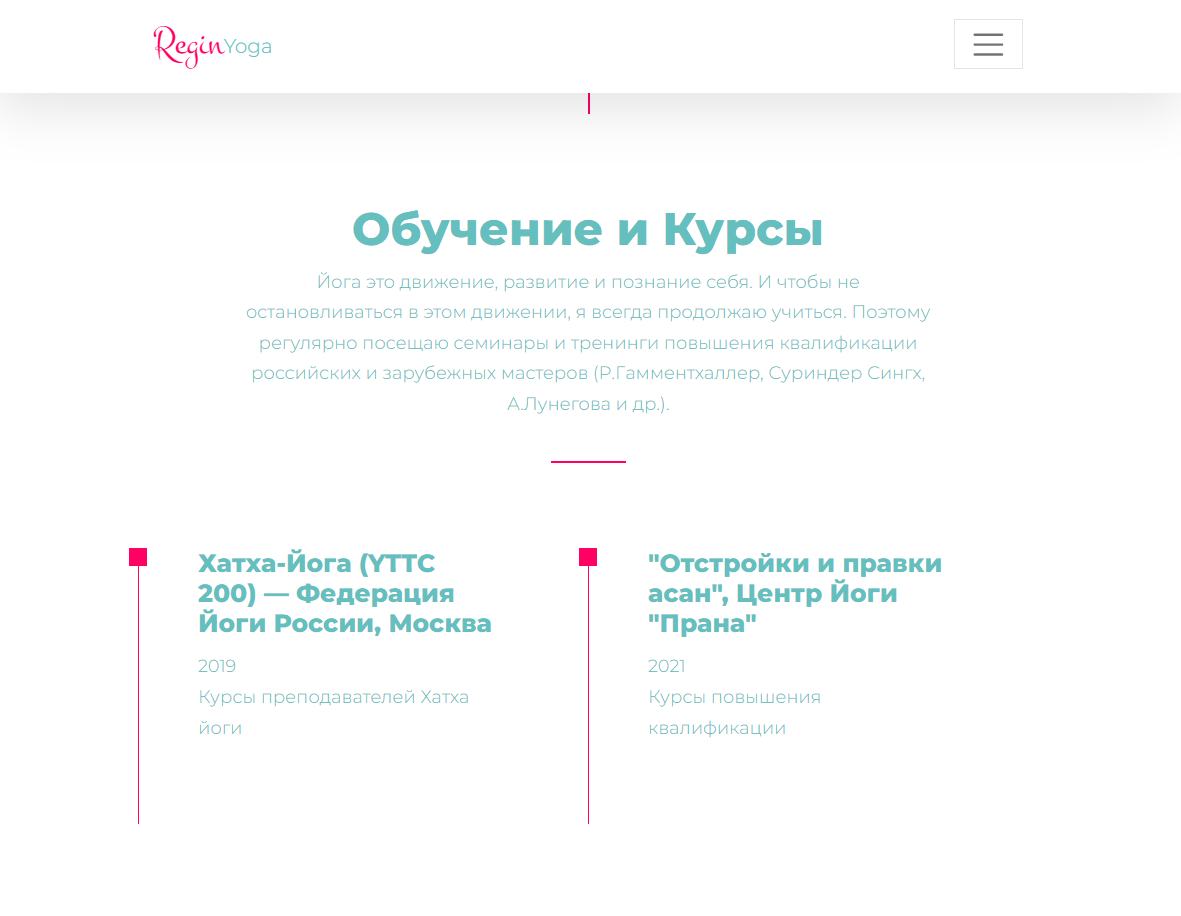 ReginYoga
Обучение и Курсы
Йога это движение, развитие и познание себя. И чтобы не
остановливаться в этом движении, я всегда продолжаю учиться. Поэтому
регулярно посещаю семинары и тренинги повышения квалификации
российских и зарубежных мастеров (Р.Гамментхаллер, Суриндер Сингх,
А.Лунегова и др.).
Хатха-Йога (YTTC
200) — Федерация
Йоги России, Москва
2019
Курсы преподавателей Хатха
йоги
"Отстройки и правки
асан", Центр Йоги
"Прана"
2021
Курсы повышения
квалификации